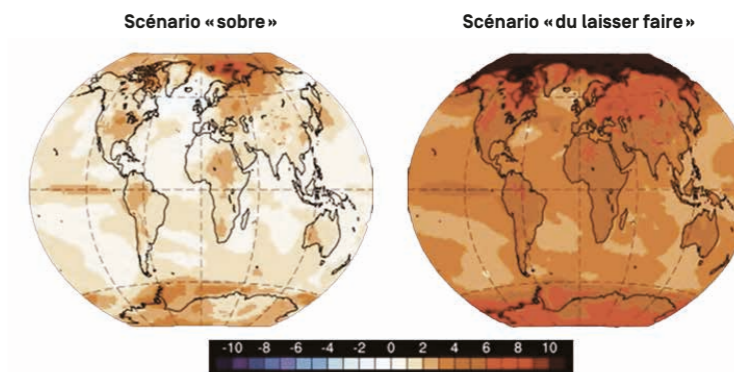 Scénario « sobre » Scénario « du laisser faire »
-10 -8 -6 -4 -2 0 2 4 6 8 10